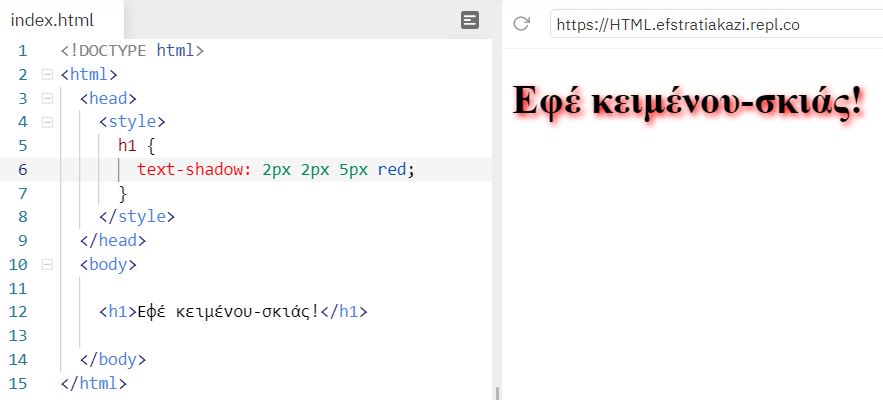 index.html
1 <!DOCTYPE html>
2 <html>
3 <head>
4 <style>
5 h1 {
6 text-shadow: 2px 2px 5px red;
7 }
8 </style>
9 </head>
10 <body>
11
12 <h1>Εφέ κειμένου-σκιάς!</h1>
13
14 </body>
15 </html>
https://HTML.efstratiakazi.repl.co
Εφέ κειμένου-σκιάς!